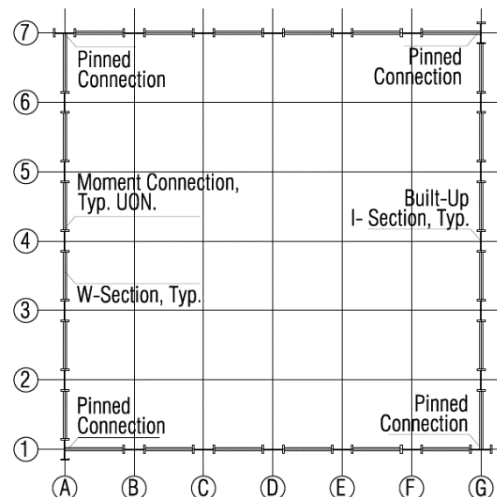 7
Pinned
Connection
Pinned
Connection
6
5
Moment Connection,
Typ. UON.
Built-Up
I- Section, Typ.
4
W-Section, Typ.
3
2
Pinned
Connection
Pinned
Connection
1
A B C D E F G